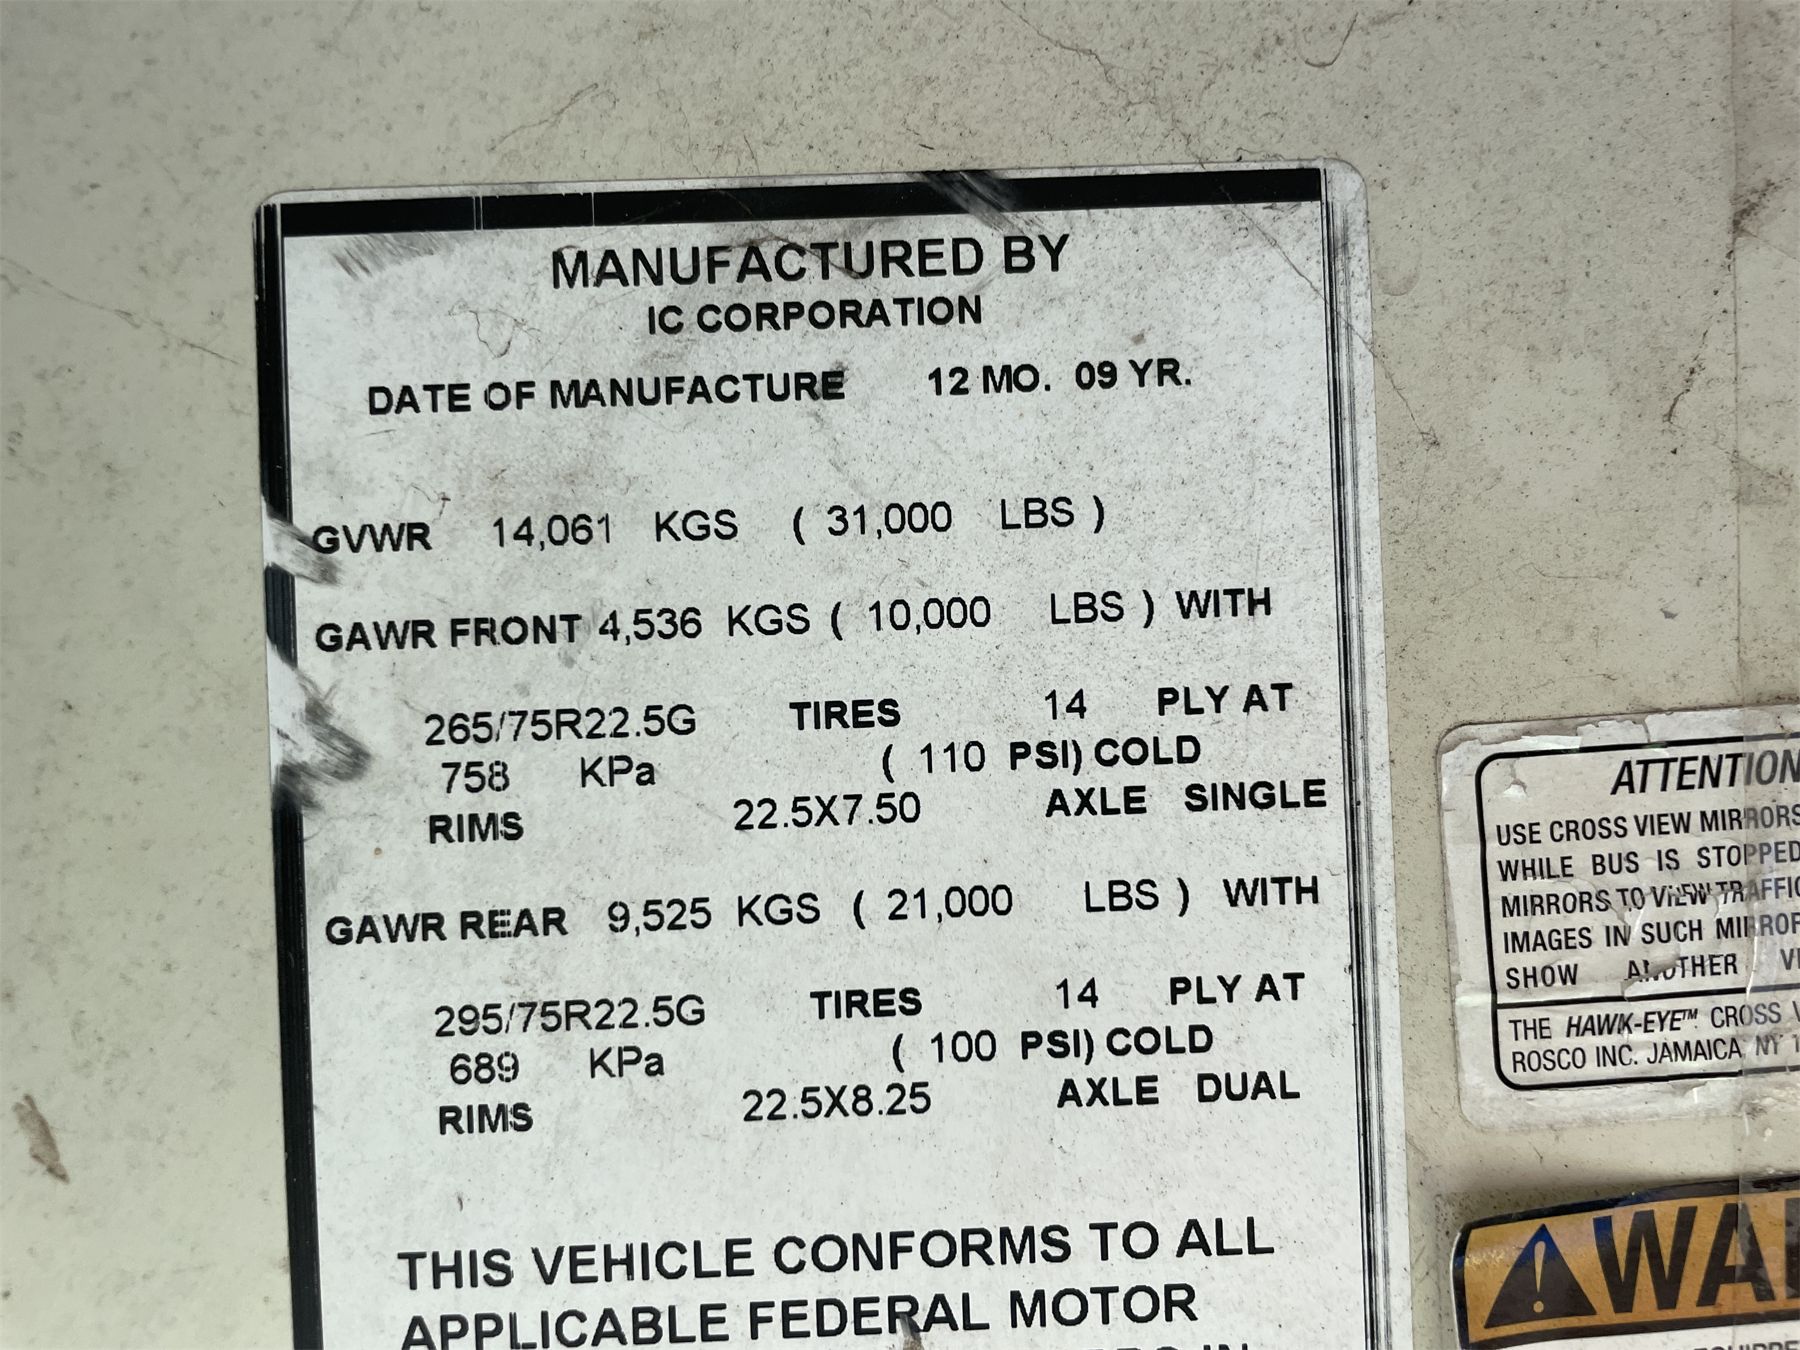 MANUFACTURED BY
IC CORPORATION
DATE OF MANUFACTURE 12 MO. 09 YR.
GVWR 14,061 KGS ( 31,000 LBS )
GAWR FRONT 4,536 KGS ( 10,000 LBS ) WITH
265/75R22.5G TIRES 14 PLY AT
758 KPa ( 110 PSI) COLD
RIMS 22.5X7.50 AXLE SINGLE
GAWR REAR 9,525 KGS ( 21,000 LBS ) WITH
295/75R22.5G TIRES 14 PLY AT
689 KPa ( 100 PSI) COLD
RIMS 22.5X8.25 AXLE DUAL
THIS VEHICLE CONFORMS TO ALL
APPLICABLE FEDERAL MOTOR
ATTENTION
USE CROSS VIEW MIRRORS
WHILE BUS IS STOPPED
MIRRORS TO VIEW TRAFFIC
IMAGES IN SUCH MIRROR
SHOW ANOTHER
THE HAWK-EYE™ CROSS
ROSCO INC. JAMAICA NY
WA